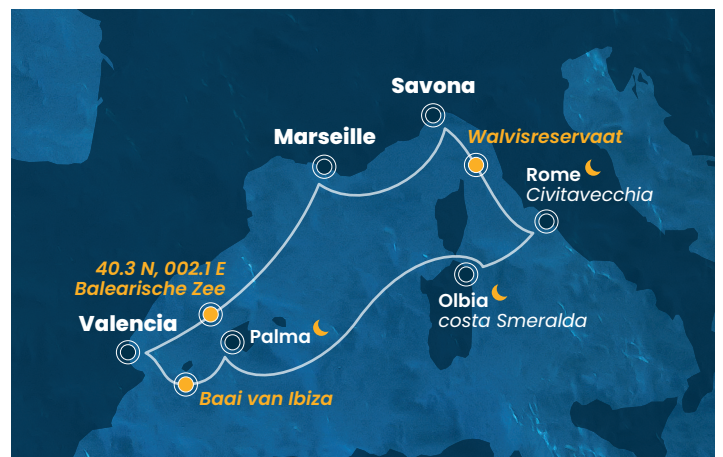 Savona
Marseille
Walvisreservaat
Rome
Civitavecchia
40.3 N, 002.1 E
Balearische Zee
Olbia
costa Smeralda
Valencia
Palma
Baai van Ibiza